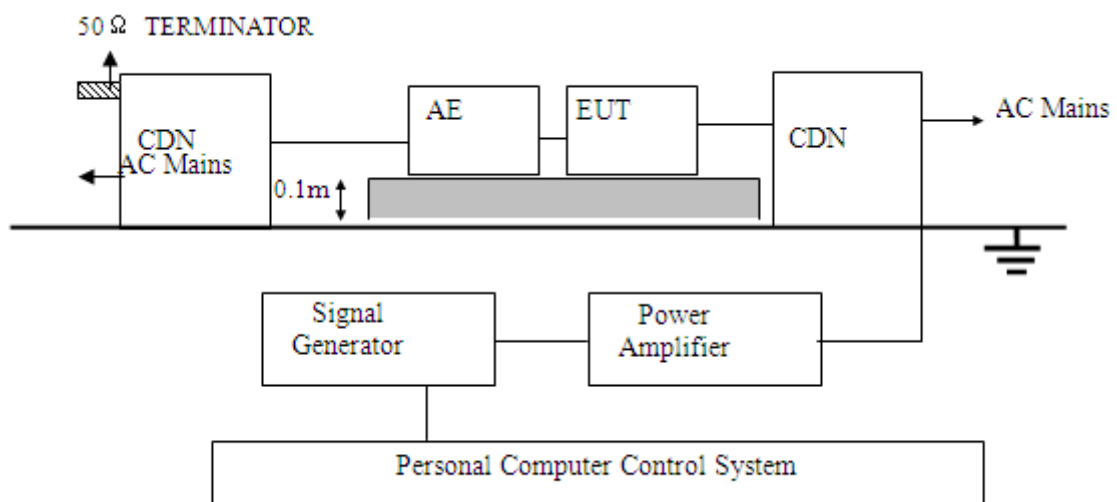 50 Ω TERMINATOR
AE
EUT
AC Mains
CDN
CDN
AC Mains
0.1m
Signal
Generator
Power
Amplifier
Personal Computer Control System